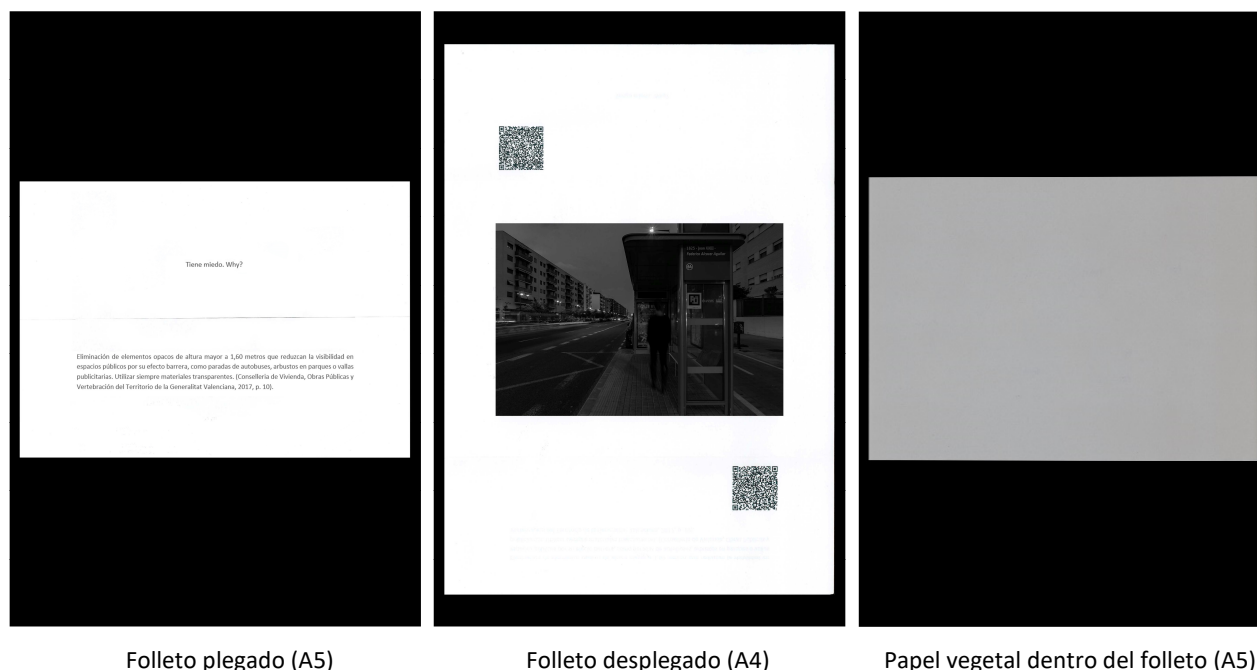 Tiene miedo. Why?
Eliminación de elementos opacos de altura mayor a 1,60 metros que reduzcan la visibilidad en
espacios públicos por su efecto barrera, como paradas de autobuses, arbustos en parques o vallas
publicitarias. Utilizar siempre materiales transparentes. (Conselleria de Vivienda, Obras Públicas y
Vertebración del Territorio de la Generalitat Valenciana, 2017, p. 10).
Folleto plegado (A5)
Folleto desplegado (A4)
Papel vegetal dentro del folleto (A5)